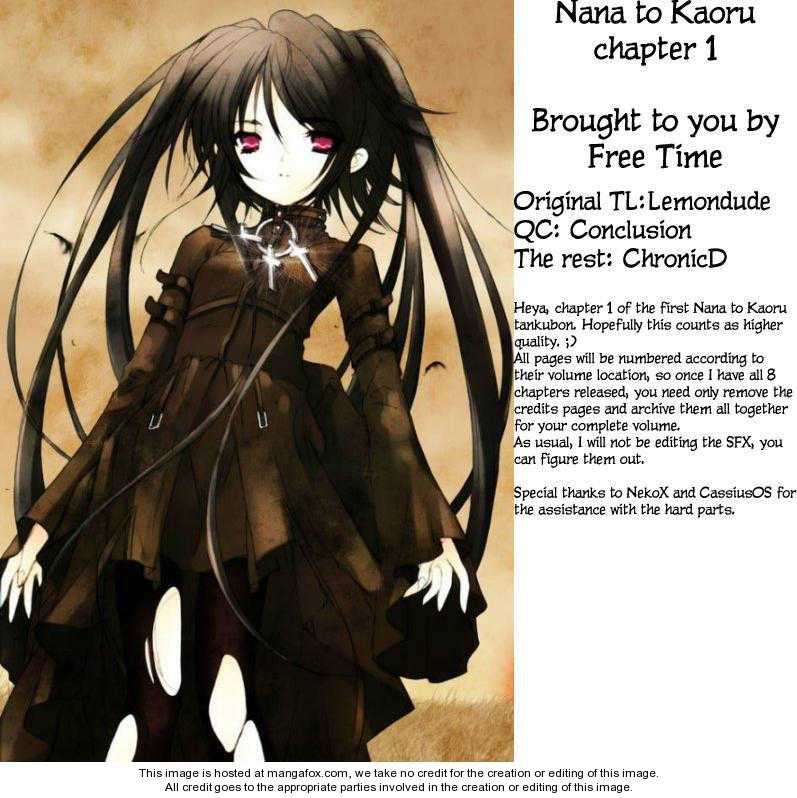 Nana to Kaoru
chapter 1
Brought to you by
Free Time
Original TL:Lemondude
QC: Conclusion
The rest: ChronicD
Heya, chapter 1 of the first Nana to Kaoru
tankubon. Hopefully this counts as higher
quality. ;)
All pages will be numbered according to
their volume location, so once I have all 8
chapters released, you need only remove the
credits pages and archive them all together
for your complete volume.
As usual, I will not be editing the SFX, you
can figure them out.
Special thanks to NekoX and CassiusOS for
the assistance with the hard parts.
This image is hosted at mangafox.com, we take no credit for the creation or editing of this image.
All credit goes to the appropriate parties involved in the creation or editing of this image.